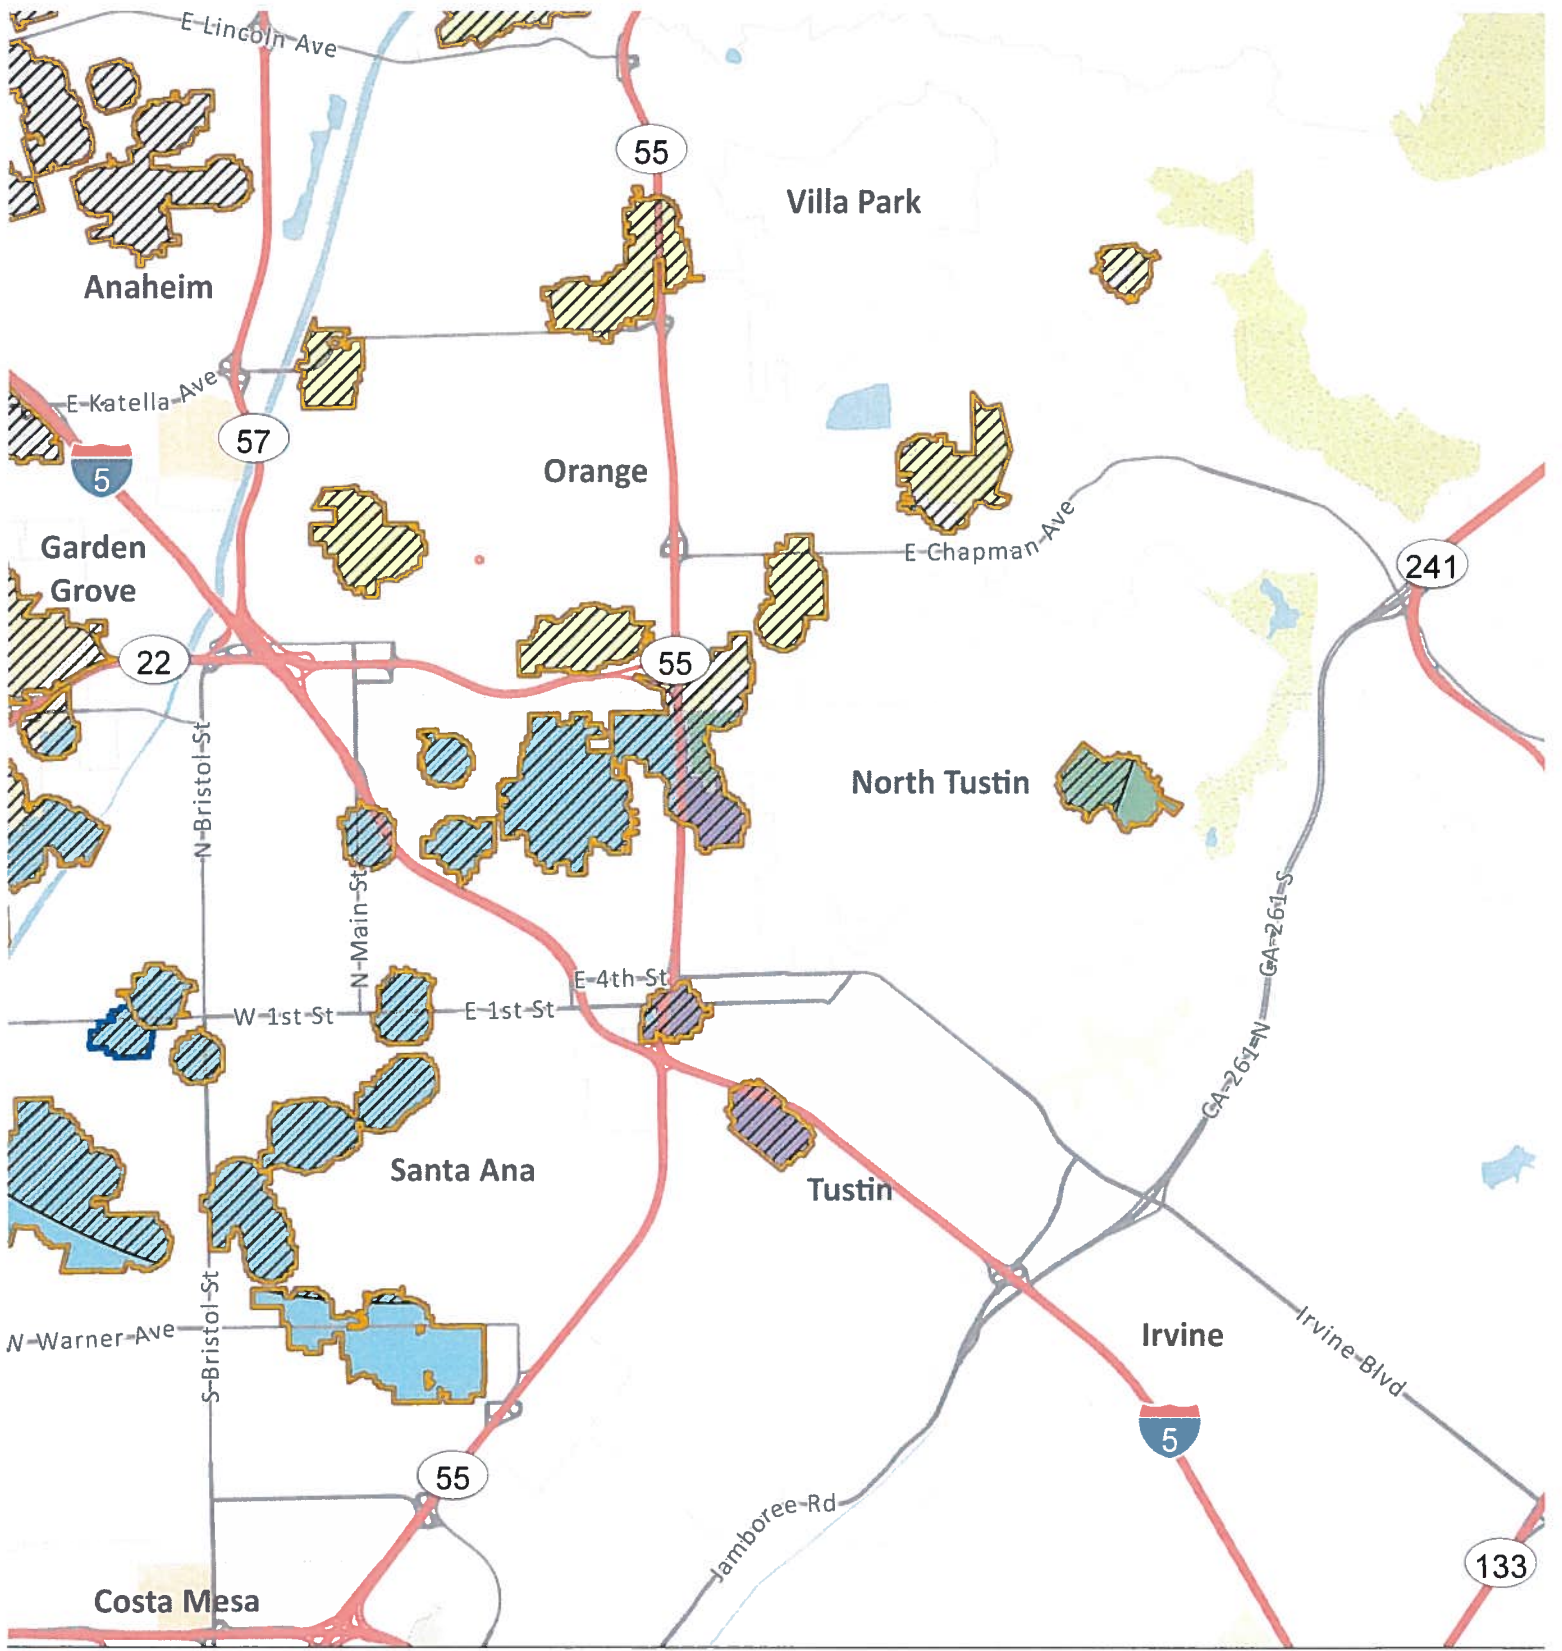 E Lincoln Ave
55
Villa Park
Anaheim
E Katella Ave
57
5
Orange
Garden
Grove
E Chapman Ave
241
22
55
N Bristol St
North Tustin
N Main St
CA-261 S
E 4th St
W 1st St
E 1st St
CA-261 N
Santa Ana
Tustin
S Bristol St
W Warner Ave
Irvine
Irvine Blvd
5
55
Jamboree Rd
133
Costa Mesa